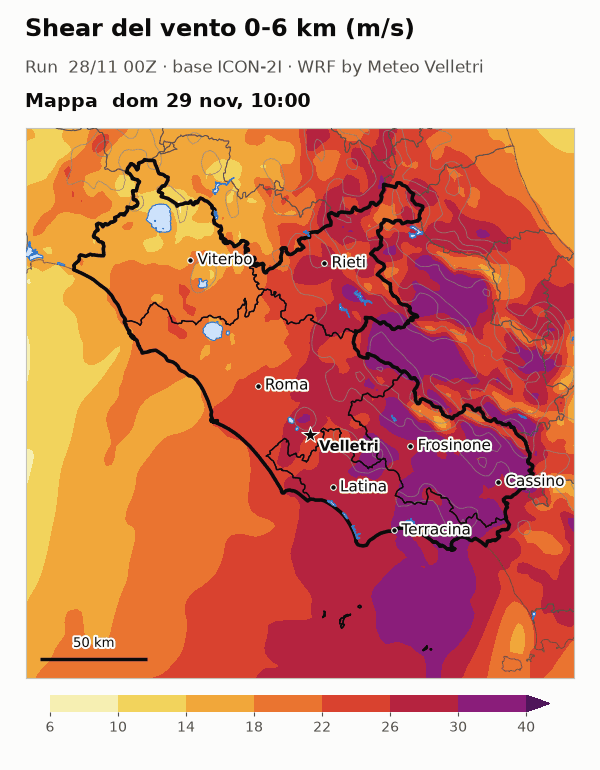 Shear del vento 0-6 km (m/s)
Run  28/11 00Z · base ICON-2I · WRF by Meteo Velletri
Mappa  dom 29 nov, 10:00
Viterbo
Rieti
Roma
Velletri
Frosinone
Latina
Cassino
Terracina
50 km
6 10 14 18 22 26 30 40